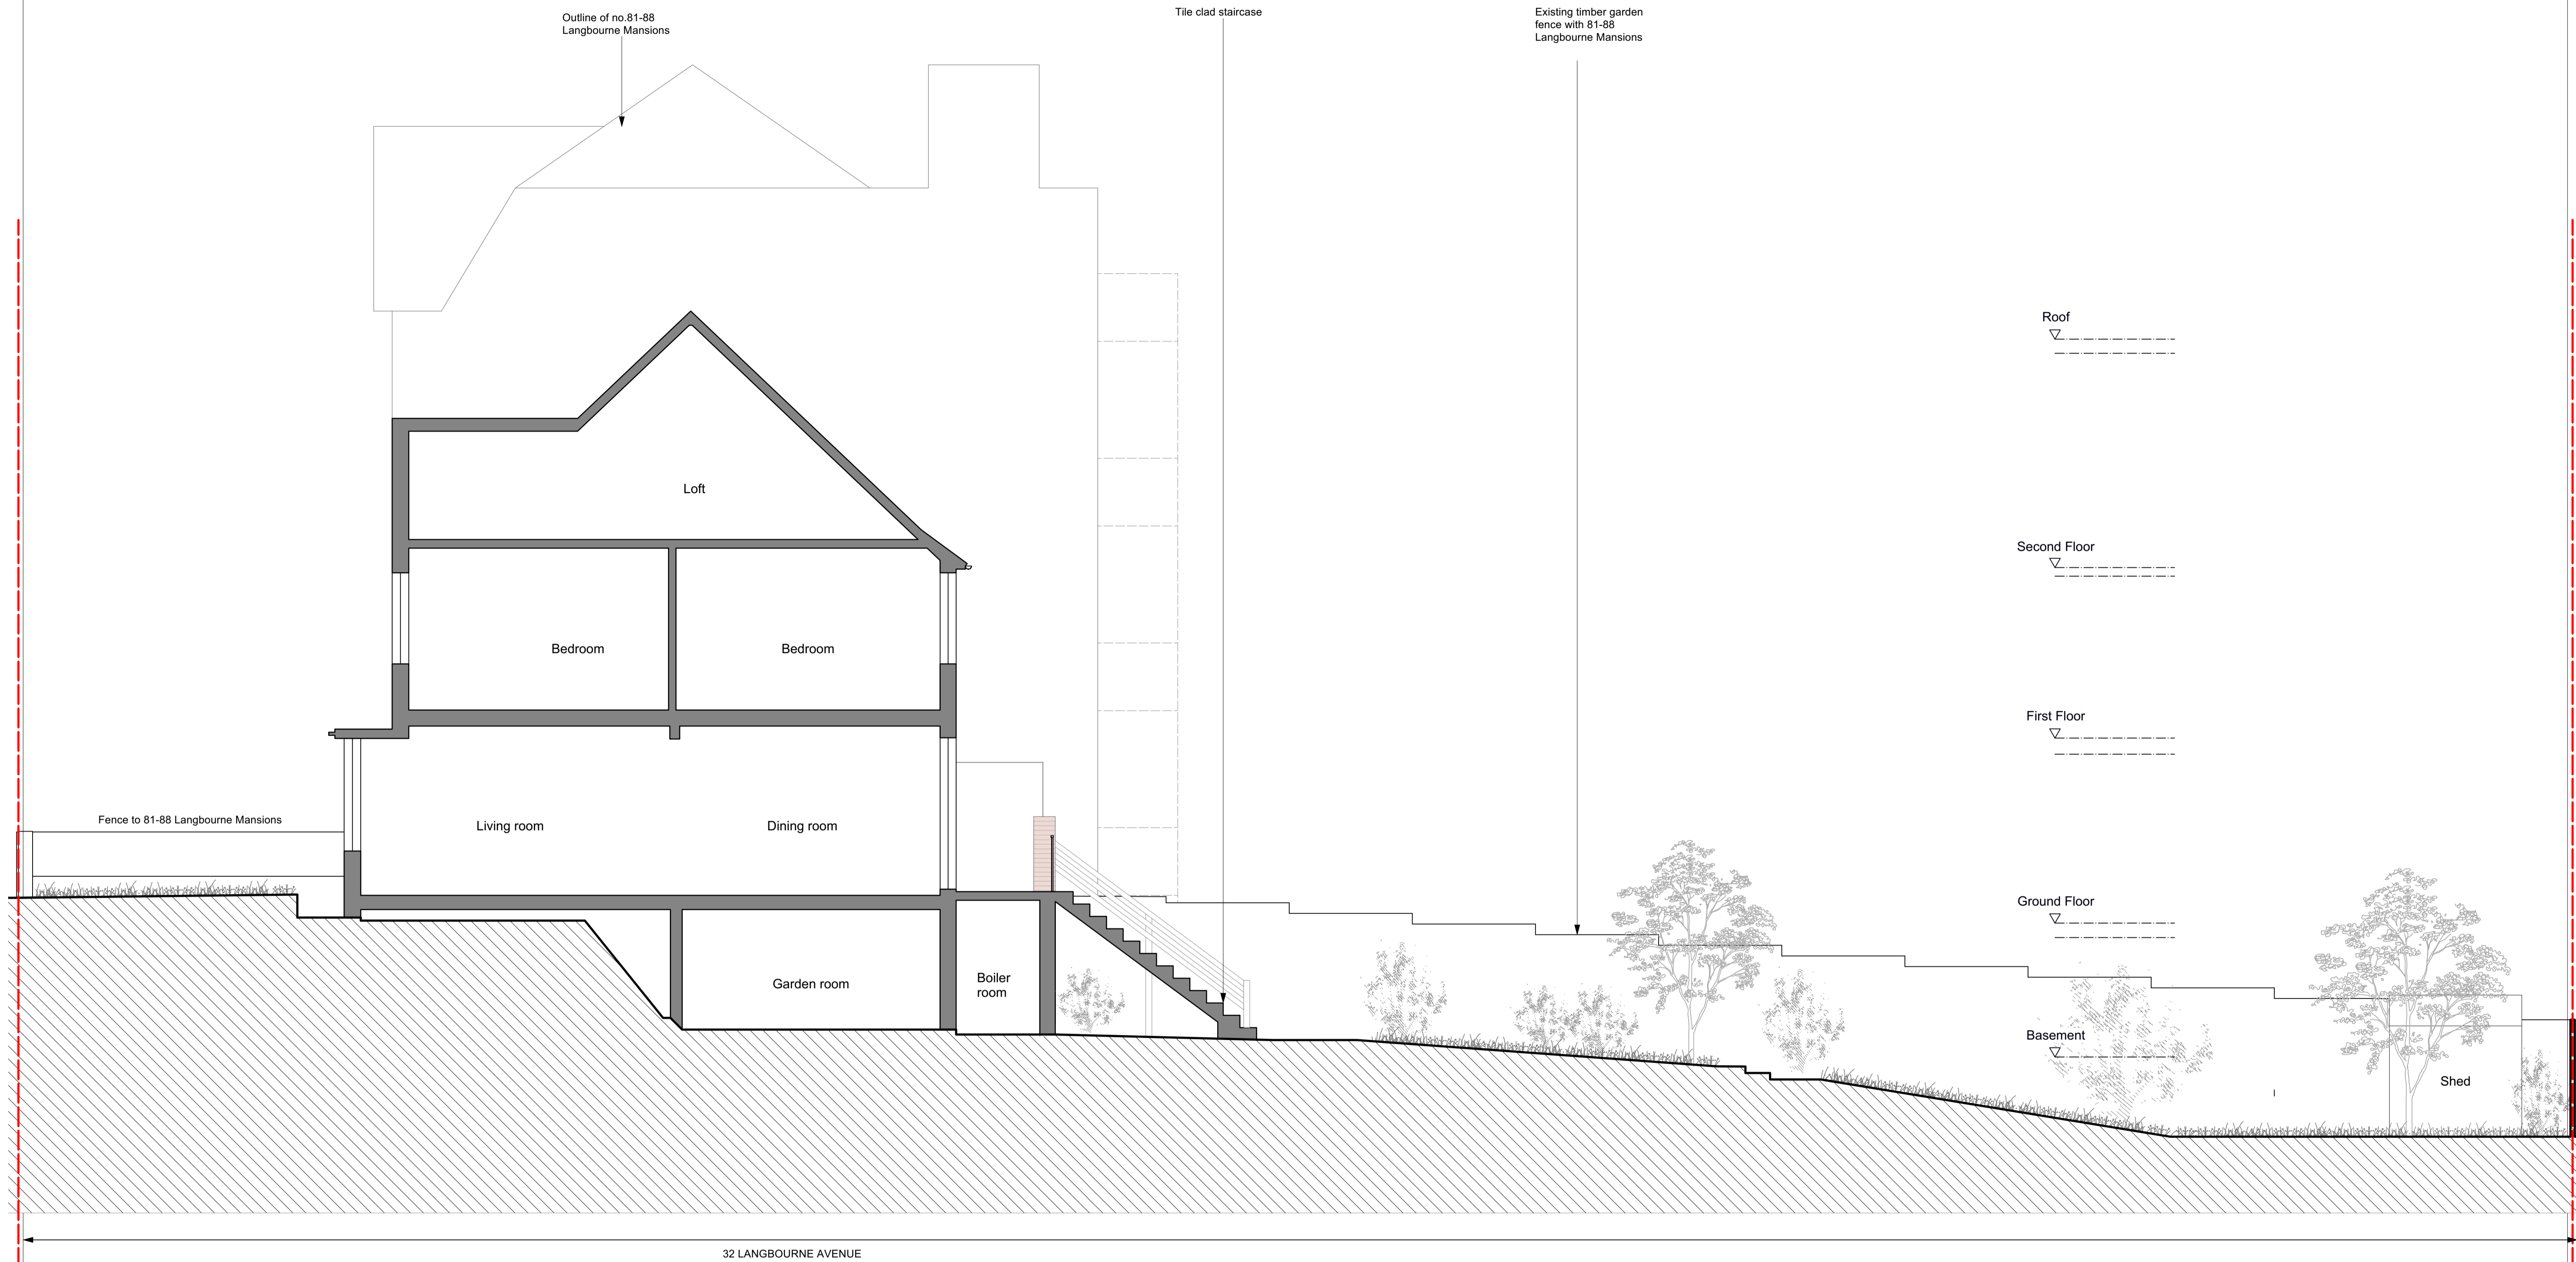 Outline of no.81-88
Langbourne Mansions
Tile clad staircase
Existing timber garden
fence with 81-88
Langbourne Mansions
Roof
Loft
Second Floor
Bedroom
Bedroom
First Floor
Fence to 81-88 Langbourne Mansions
Living room
Dining room
Ground Floor
Garden room
Boiler
room
Basement
Shed
32 LANGBOURNE AVENUE